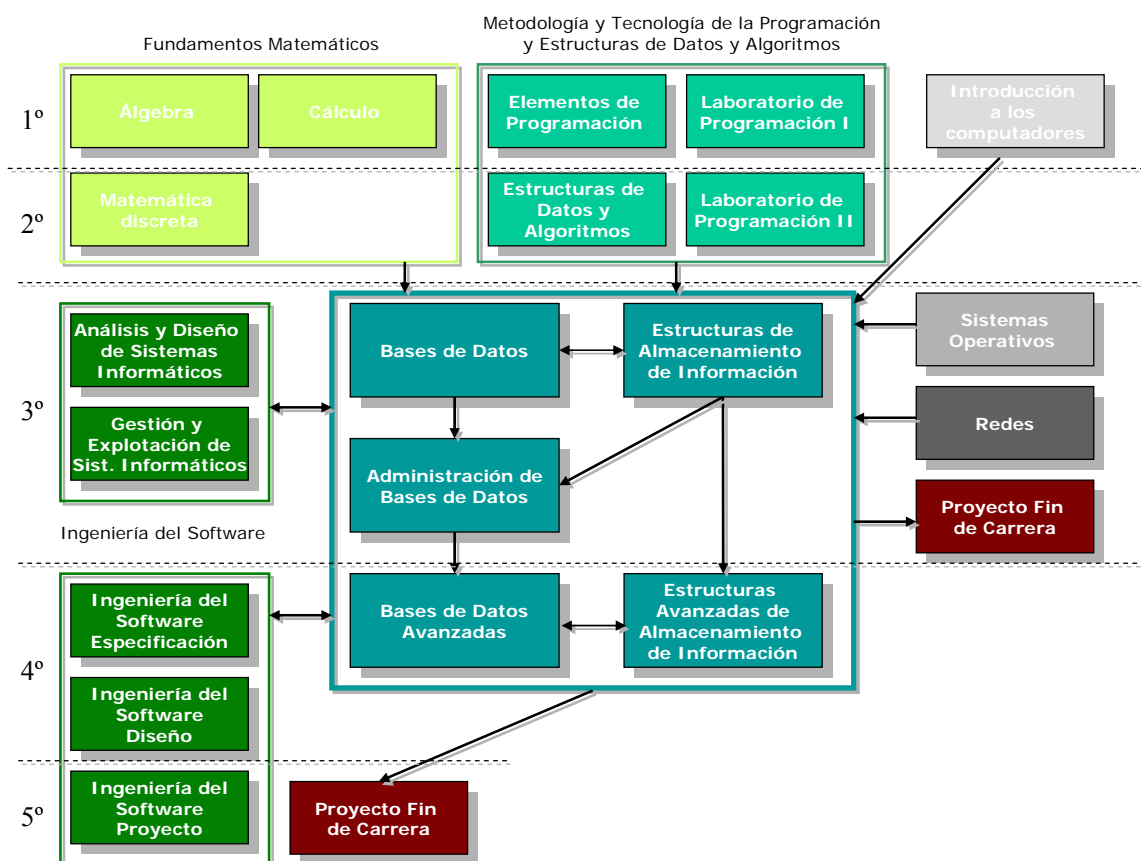 Metodología y Tecnología de la Programación
y Estructuras de Datos y Algoritmos
Fundamentos Matemáticos
1º
Álgebra
Cálculo
Elementos de
Programación
Laboratorio de
Programación I
Introducción
a los
computadores
2º
Matemática
discreta
Estructuras de
Datos y
Algoritmos
Laboratorio de
Programación II
3º
Análisis y Diseño
de Sistemas
Informáticos
Bases de Datos
Estructuras de
Almacenamiento
de Información
Sistemas
Operativos
Gestión y
Explotación de
Sist. Informáticos
Administración de
Bases de Datos
Redes
Proyecto Fin
de Carrera
Ingeniería del Software
4º
Ingeniería del
Software
Especificación
Bases de Datos
Avanzadas
Estructuras
Avanzadas de
Almacenamiento
de Información
Ingeniería del
Software
Diseño
5º
Ingeniería del
Software
Proyecto
Proyecto Fin
de Carrera